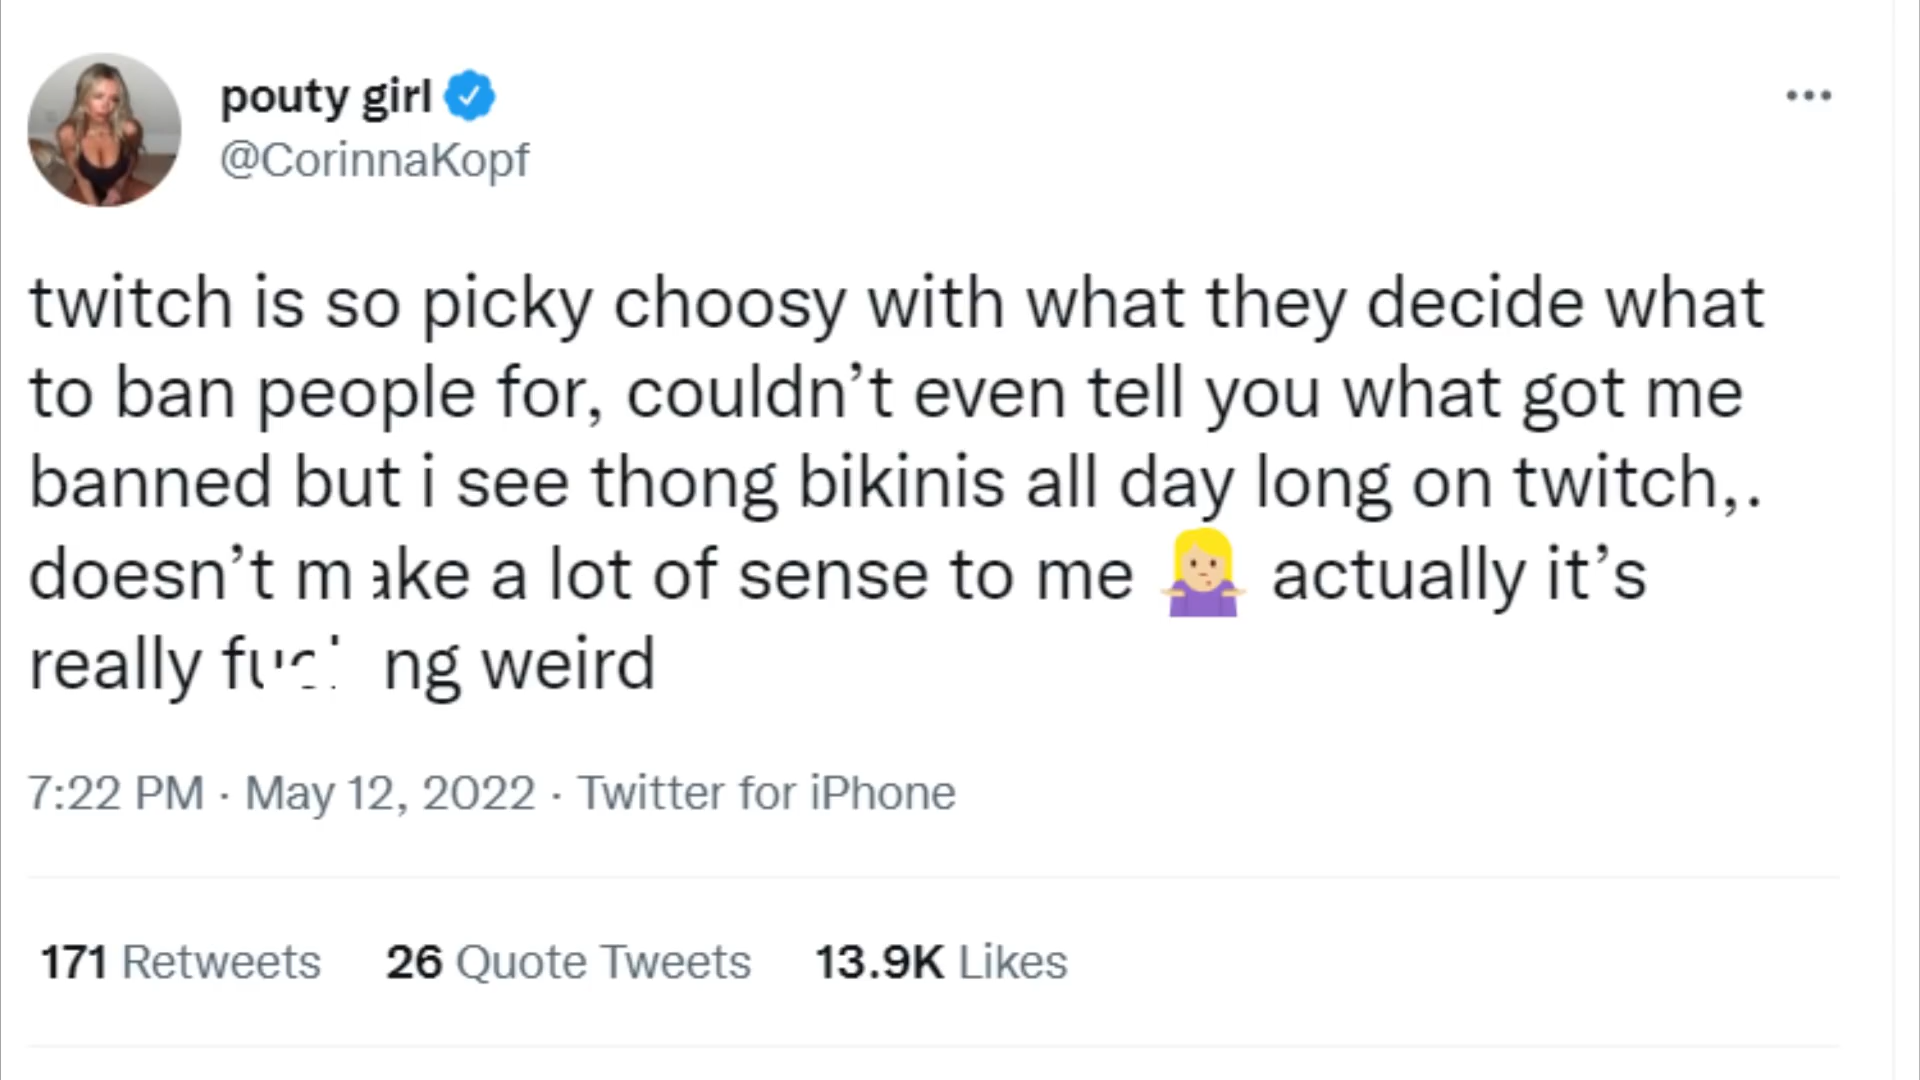 pouty girl
@CorinnaKopf
twitch is so picky choosy with what they decide what
to ban people for, couldn’t even tell you what got me
banned but i see thong bikinis all day long on twitch,.
doesn’t make a lot of sense to me 🤷🏼‍♀️ actually it’s
really fucking weird
7:22 PM · May 12, 2022 · Twitter for iPhone
171 Retweets 26 Quote Tweets 13.9K Likes